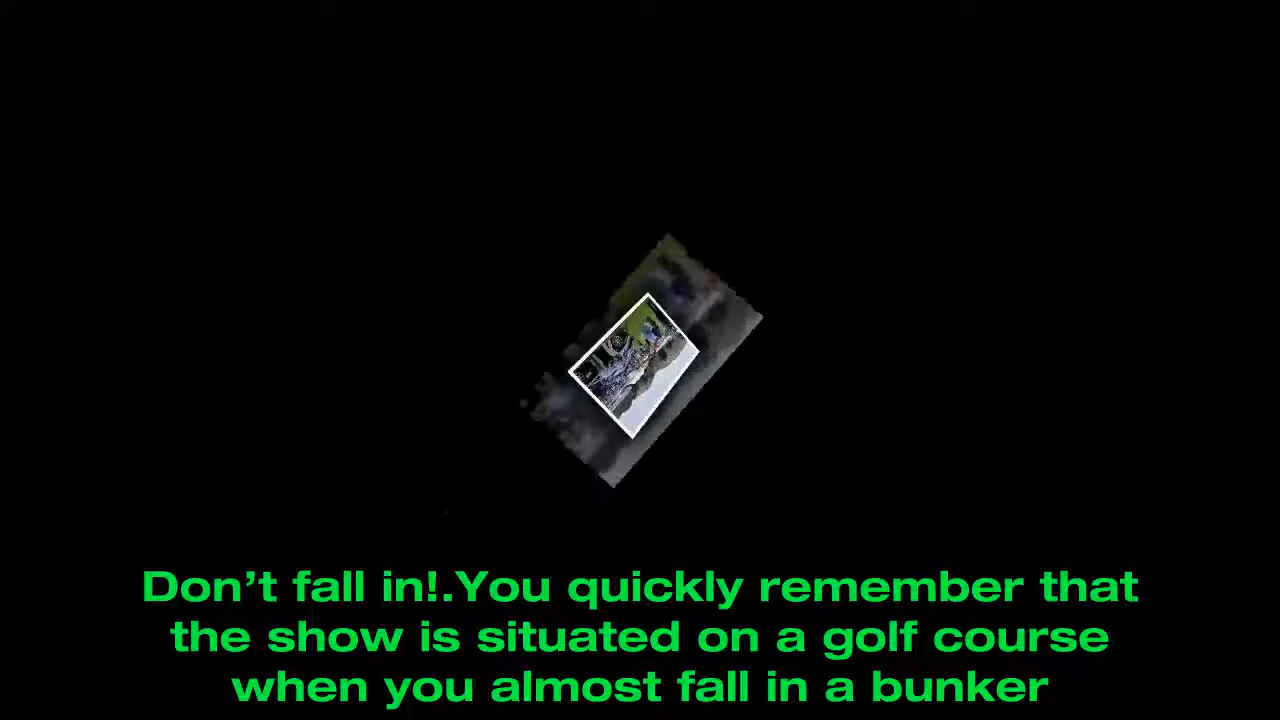 Don’t fall in!.You quickly remember that
the show is situated on a golf course
when you almost fall in a bunker